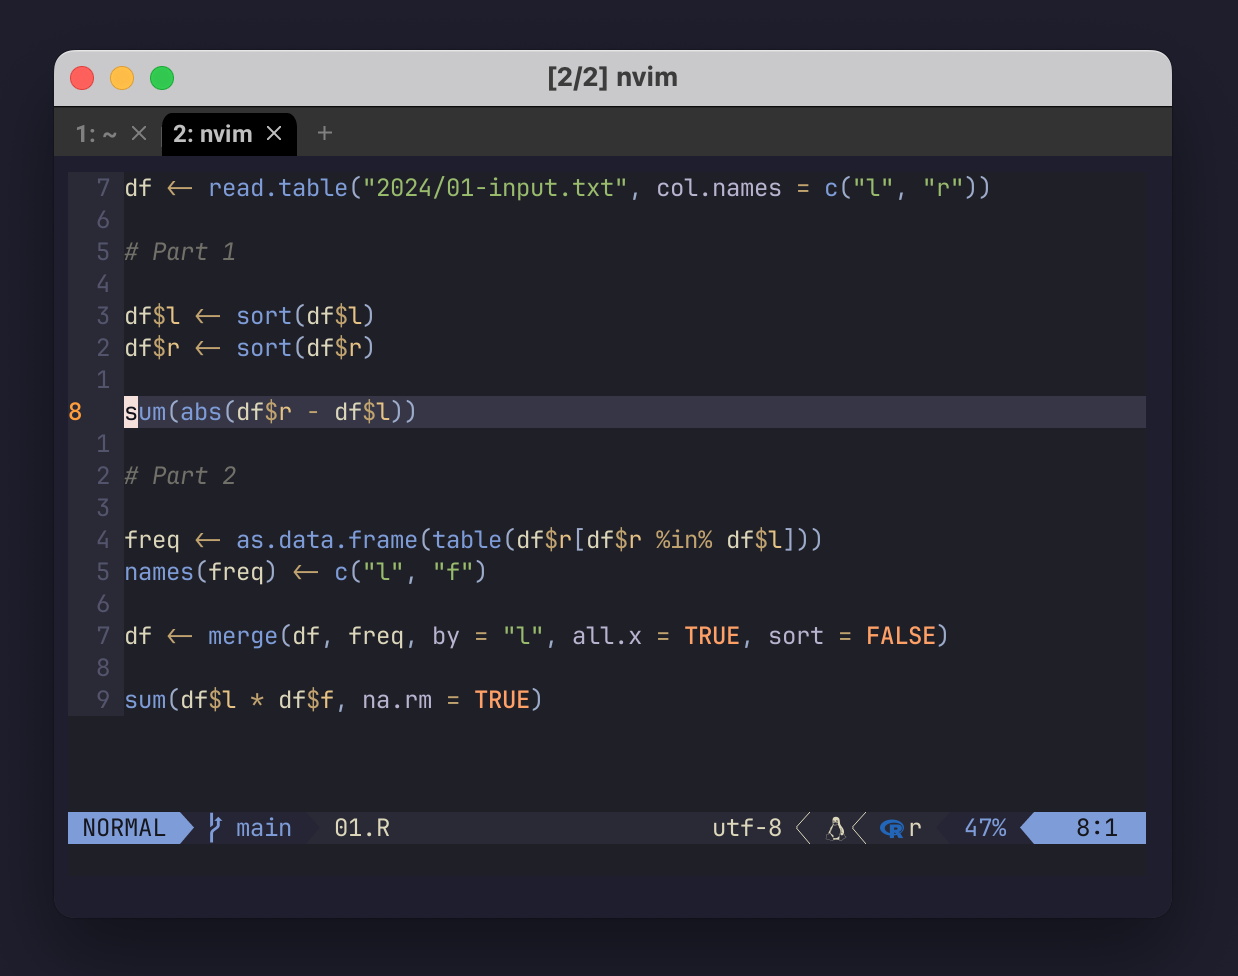 [2/2] nvim
1: ~ × 2: nvim × +
7 df <- read.table("2024/01-input.txt", col.names = c("l", "r"))
6
5 # Part 1
4
3 df$l <- sort(df$l)
2 df$r <- sort(df$r)
1
8 sum(abs(df$r - df$l))
1
2 # Part 2
3
4 freq <- as.data.frame(table(df$r[df$r %in% df$l]))
5 names(freq) <- c("l", "f")
6
7 df <- merge(df, freq, by = "l", all.x = TRUE, sort = FALSE)
8
9 sum(df$l * df$f, na.rm = TRUE)
NORMAL main 01.R utf-8 R r 47% 8:1